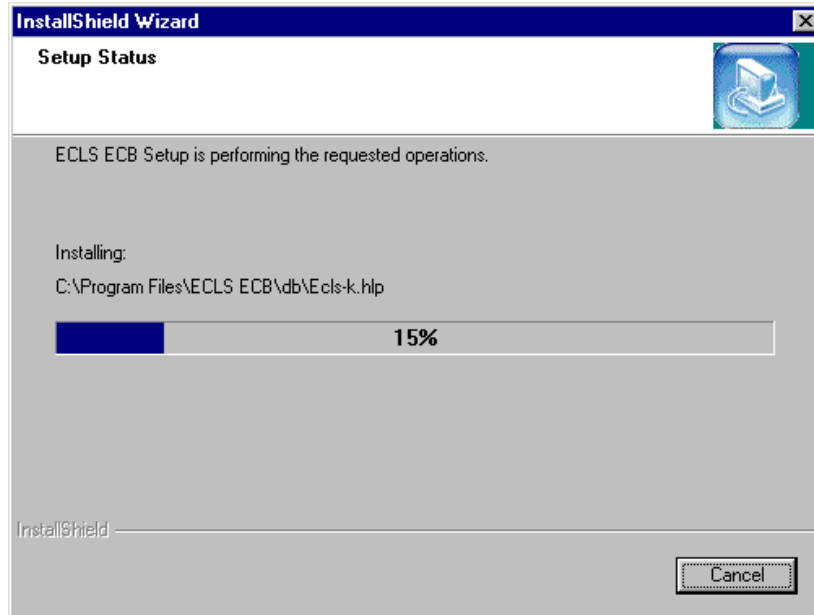 InstallShield Wizard
Setup Status
ECLS ECB Setup is performing the requested operations.
Installing:
C:\Program Files\ECLS ECB\db\Ecls-k.hlp
15%
InstallShield
Cancel